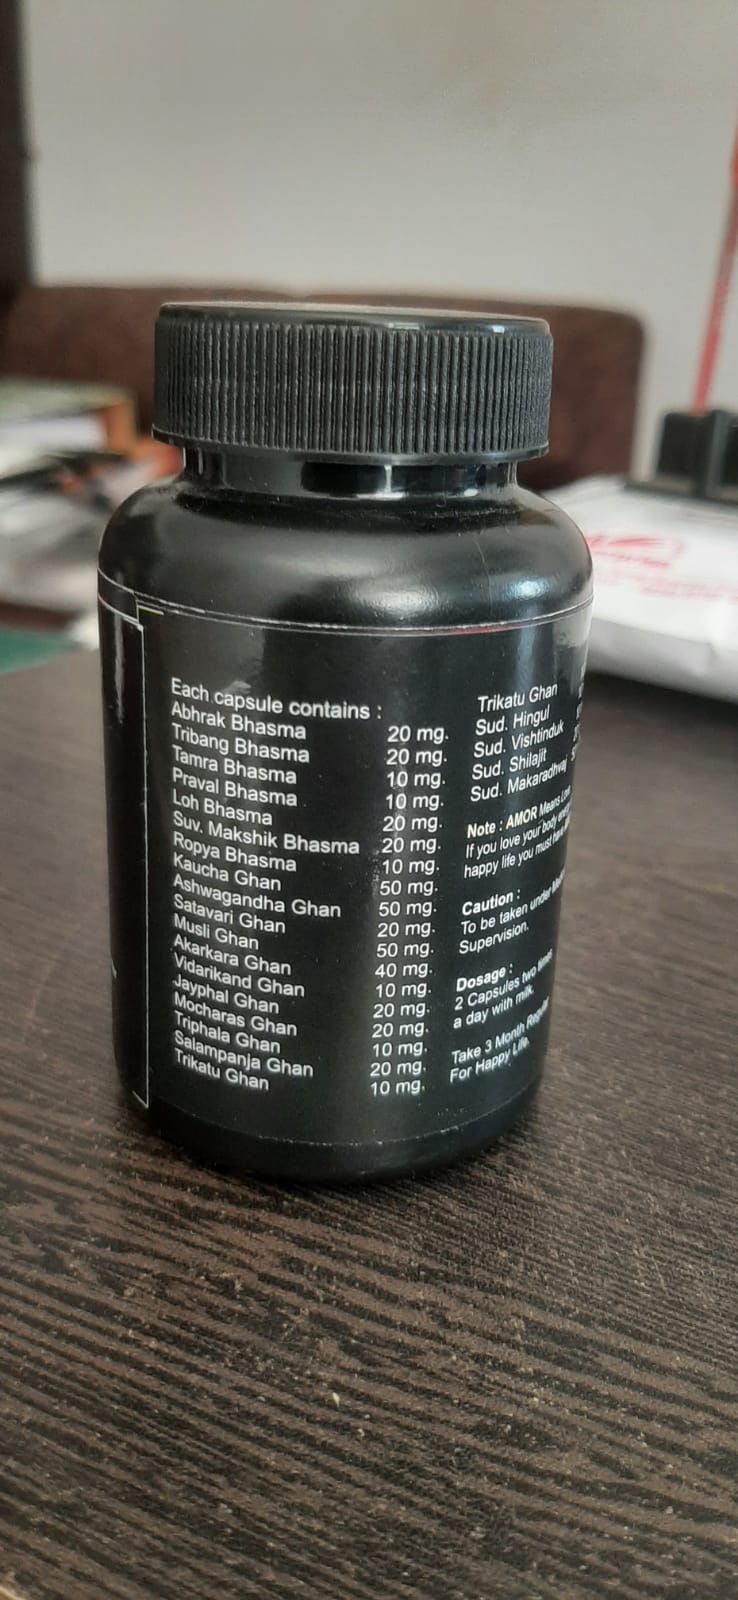 Each capsule contains :
Abhrak Bhasma 20 mg.
Tribang Bhasma 20 mg.
Tamra Bhasma 10 mg.
Praval Bhasma 10 mg.
Loh Bhasma 20 mg.
Suv. Makshik Bhasma 20 mg.
Ropya Bhasma 10 mg.
Kaucha Ghan 50 mg.
Ashwagandha Ghan 50 mg.
Satavari Ghan 20 mg.
Musli Ghan 50 mg.
Akarkara Ghan 40 mg.
Vidarikand Ghan 10 mg.
Jayphal Ghan 20 mg.
Mocharas Ghan 20 mg.
Triphala Ghan 10 mg.
Salampanja Ghan 20 mg.
Trikatu Ghan 10 mg.
Trikatu Ghan
Sud. Hingul
Sud. Vishtinduk
Sud. Shilajit
Sud. Makaradhvaj
Note : AMOR Means Love
If you love your body
happy life you must
Caution :
To be taken under
Supervision.
Dosage :
2 Capsules two times
a day with milk.
Take 3 Month Regular
For Happy Life.